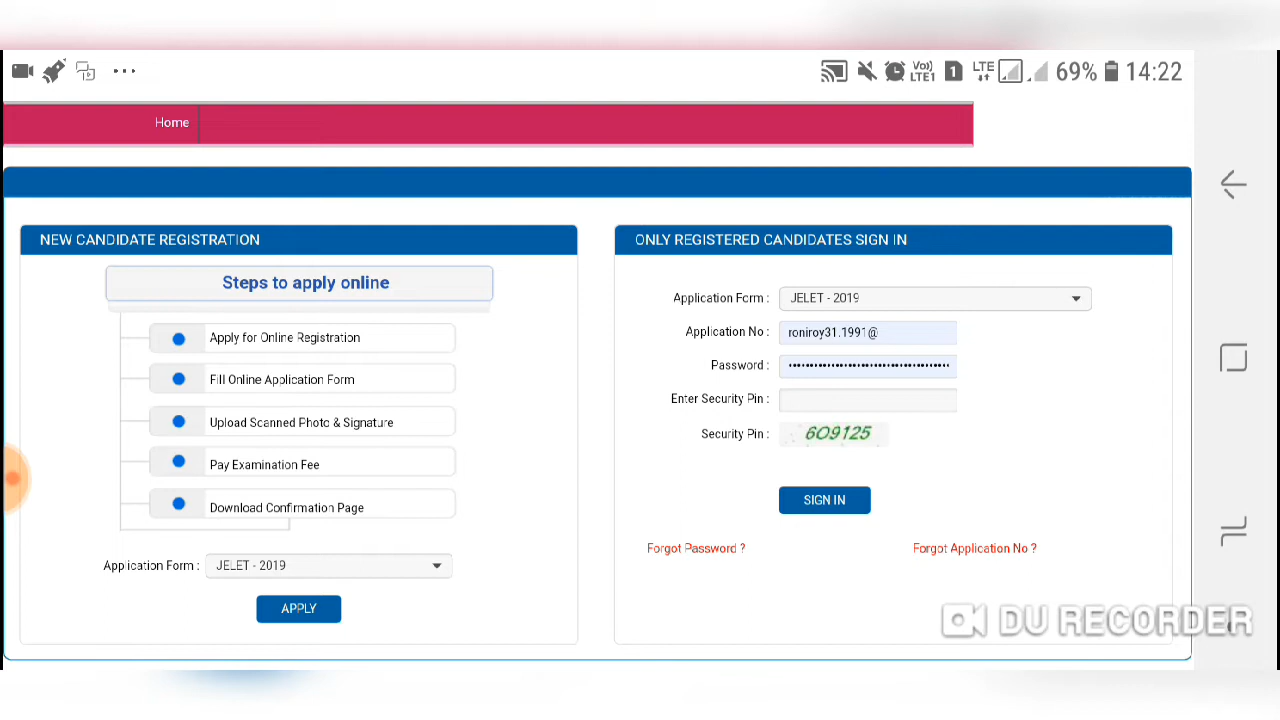 69% 14:22
Home
NEW CANDIDATE REGISTRATION
Steps to apply online
Apply for Online Registration
Fill Online Application Form
Upload Scanned Photo & Signature
Pay Examination Fee
Download Confirmation Page
Application Form : JELET - 2019
APPLY
ONLY REGISTERED CANDIDATES SIGN IN
Application Form : JELET - 2019
Application No : roniroy31.1991@
Password :
Enter Security Pin :
Security Pin : 609125
SIGN IN
Forgot Password ? Forgot Application No ?
DU RECORDER